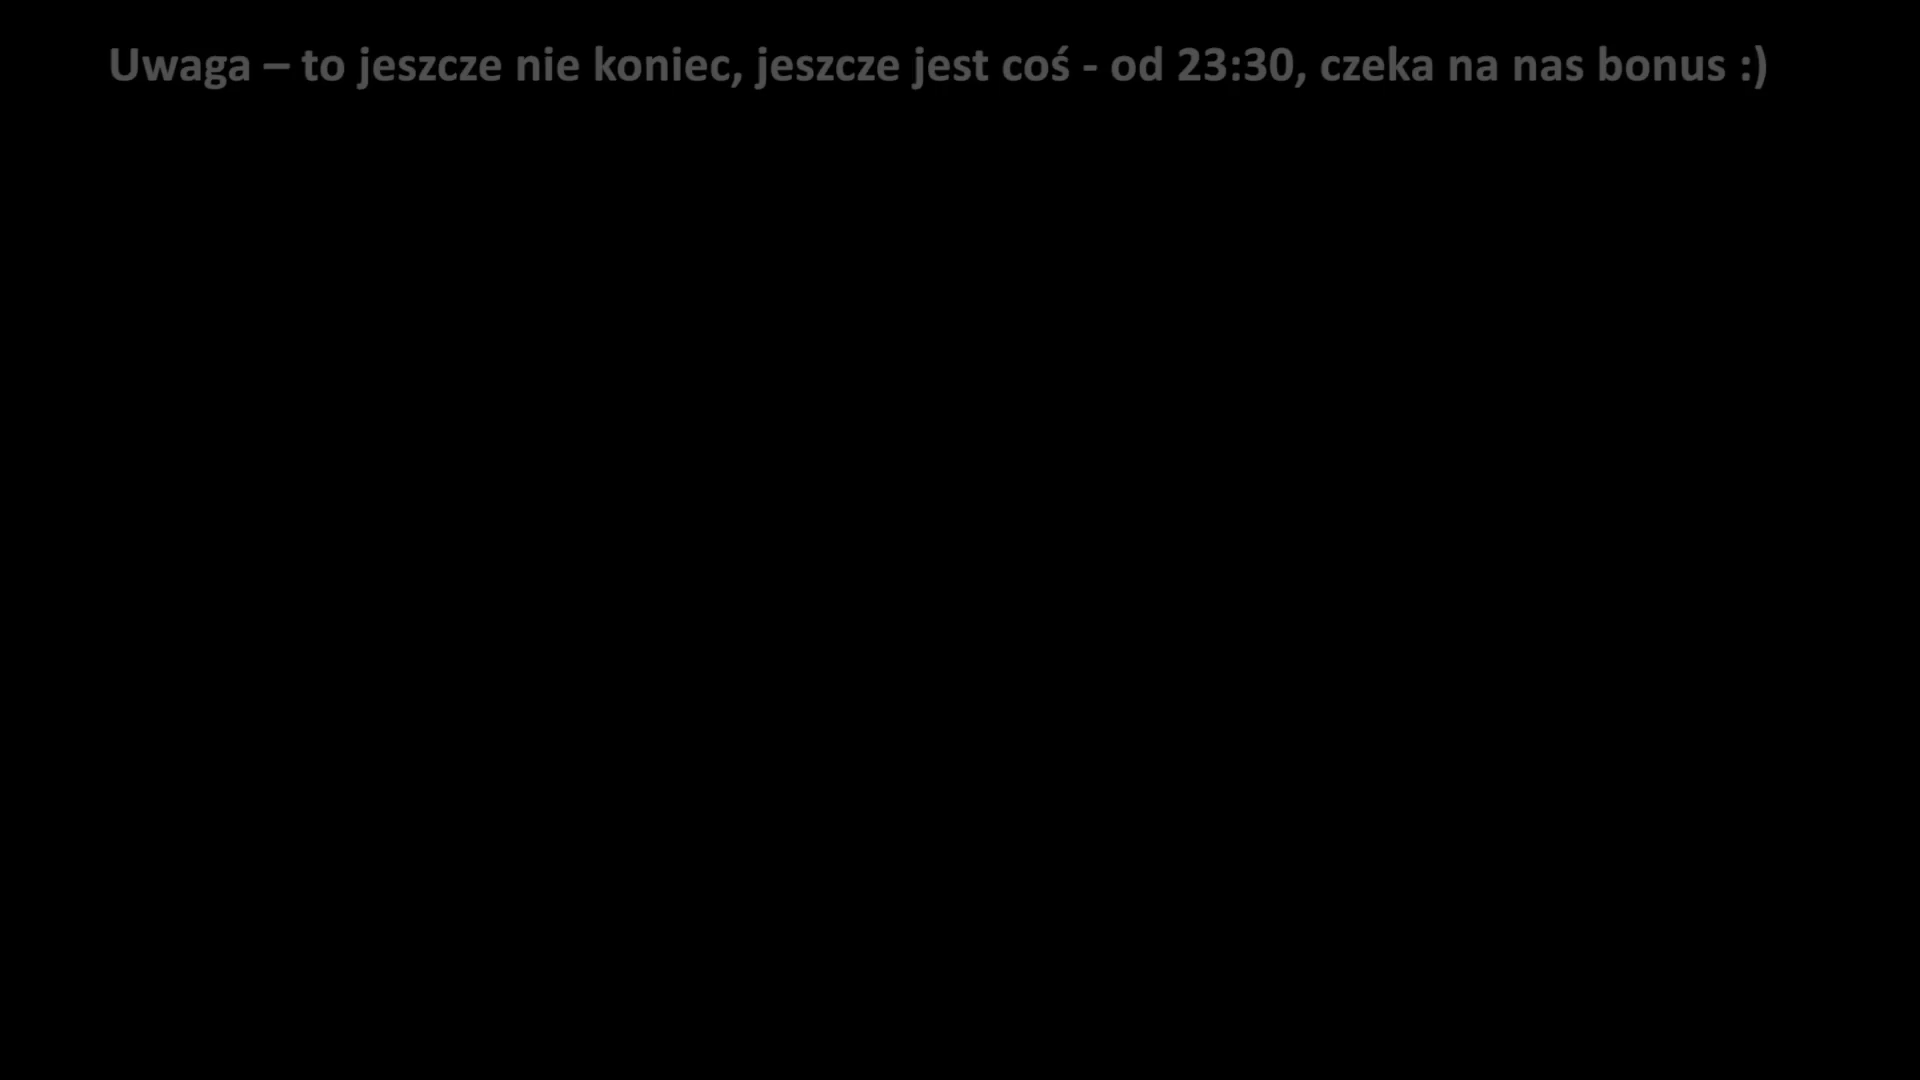 Uwaga – to jeszcze nie koniec, jeszcze jest coś - od 23:30, czeka na nas bonus :)